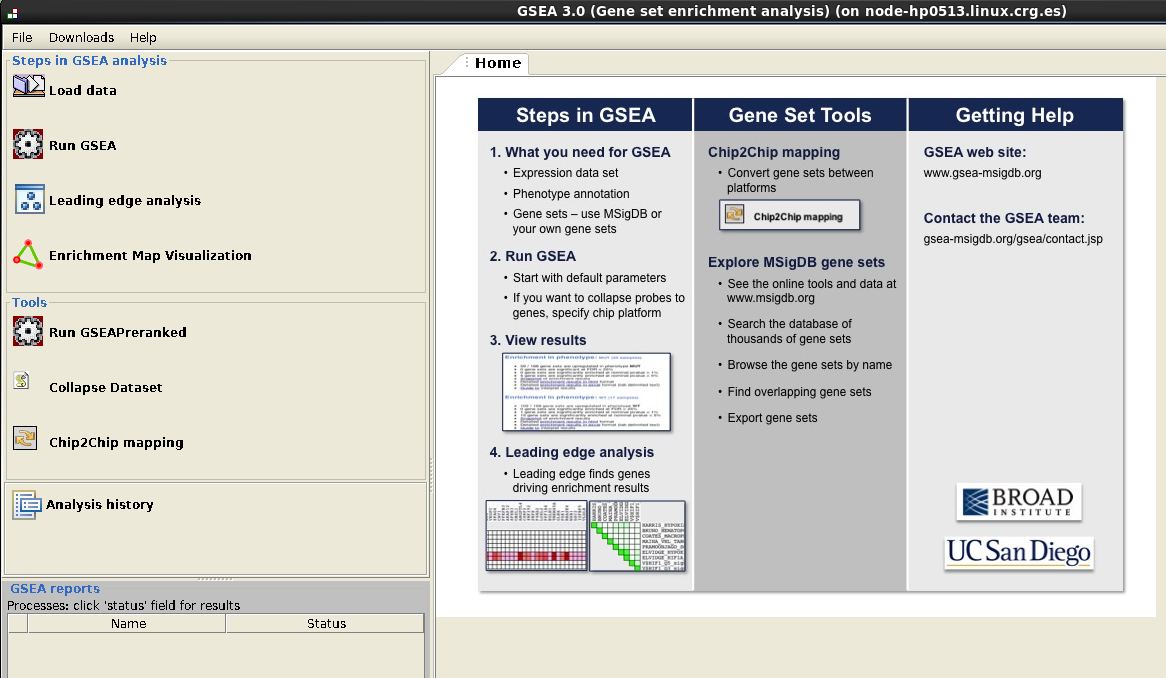 GSEA 3.0 (Gene set enrichment analysis) (on node-hp0513.linux.crg.es)
File Downloads Help
Steps in GSEA analysis
Load data
Run GSEA
Leading edge analysis
Enrichment Map Visualization
Tools
Run GSEAPreranked
Collapse Dataset
Chip2Chip mapping
Analysis history
GSEA reports
Processes: click 'status' field for results
Name Status
Home
Steps in GSEA
1. What you need for GSEA
• Expression data set
• Phenotype annotation
• Gene sets – use MSigDB or
your own gene sets
2. Run GSEA
• Start with default parameters
• If you want to collapse probes to
genes, specify chip platform
3. View results
4. Leading edge analysis
• Leading edge finds genes
driving enrichment results
Gene Set Tools
Chip2Chip mapping
• Convert gene sets between
platforms
Chip2Chip mapping
Explore MSigDB gene sets
• See the online tools and data at
www.msigdb.org
• Search the database of
thousands of gene sets
• Browse the gene sets by name
• Find overlapping gene sets
• Export gene sets
Getting Help
GSEA web site:
www.gsea-msigdb.org
Contact the GSEA team:
gsea-msigdb.org/gsea/contact.jsp
BROAD
INSTITUTE
UC San Diego